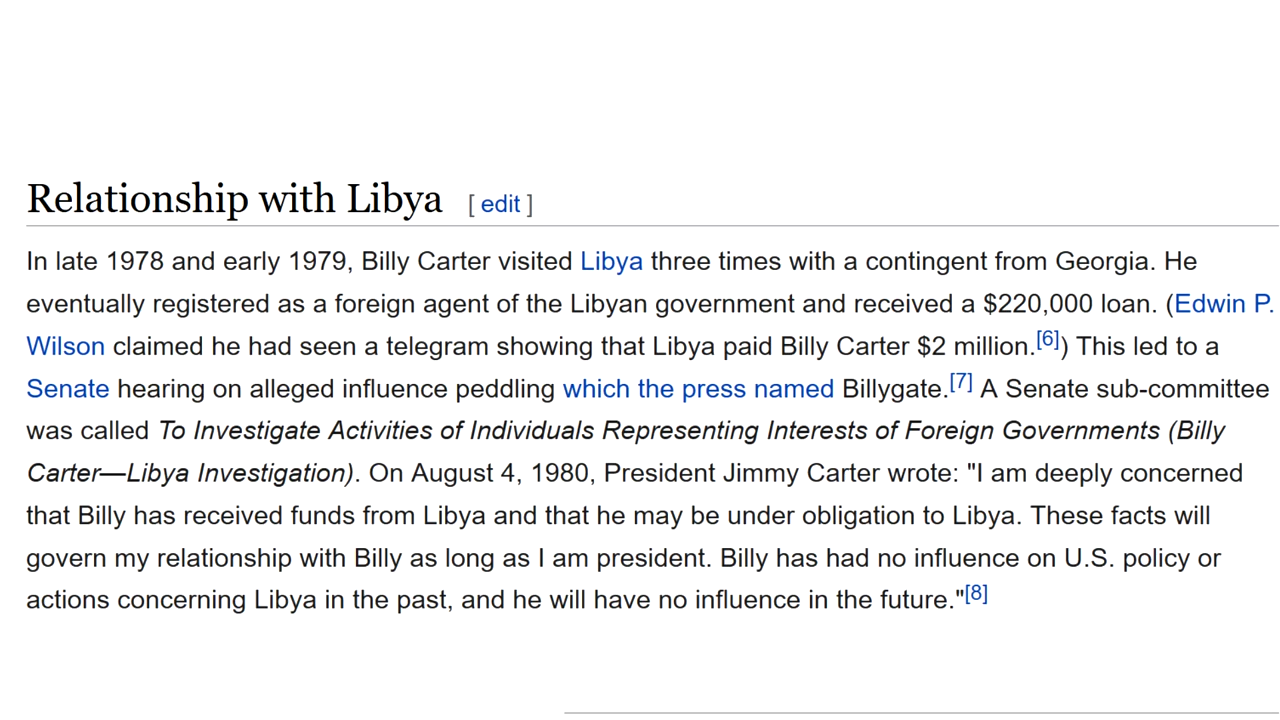 Relationship with Libya [ edit ]
In late 1978 and early 1979, Billy Carter visited Libya three times with a contingent from Georgia. He
eventually registered as a foreign agent of the Libyan government and received a $220,000 loan. (Edwin P.
Wilson claimed he had seen a telegram showing that Libya paid Billy Carter $2 million.[6]) This led to a
Senate hearing on alleged influence peddling which the press named Billygate.[7] A Senate sub-committee
was called To Investigate Activities of Individuals Representing Interests of Foreign Governments (Billy
Carter—Libya Investigation). On August 4, 1980, President Jimmy Carter wrote: "I am deeply concerned
that Billy has received funds from Libya and that he may be under obligation to Libya. These facts will
govern my relationship with Billy as long as I am president. Billy has had no influence on U.S. policy or
actions concerning Libya in the past, and he will have no influence in the future."[8]